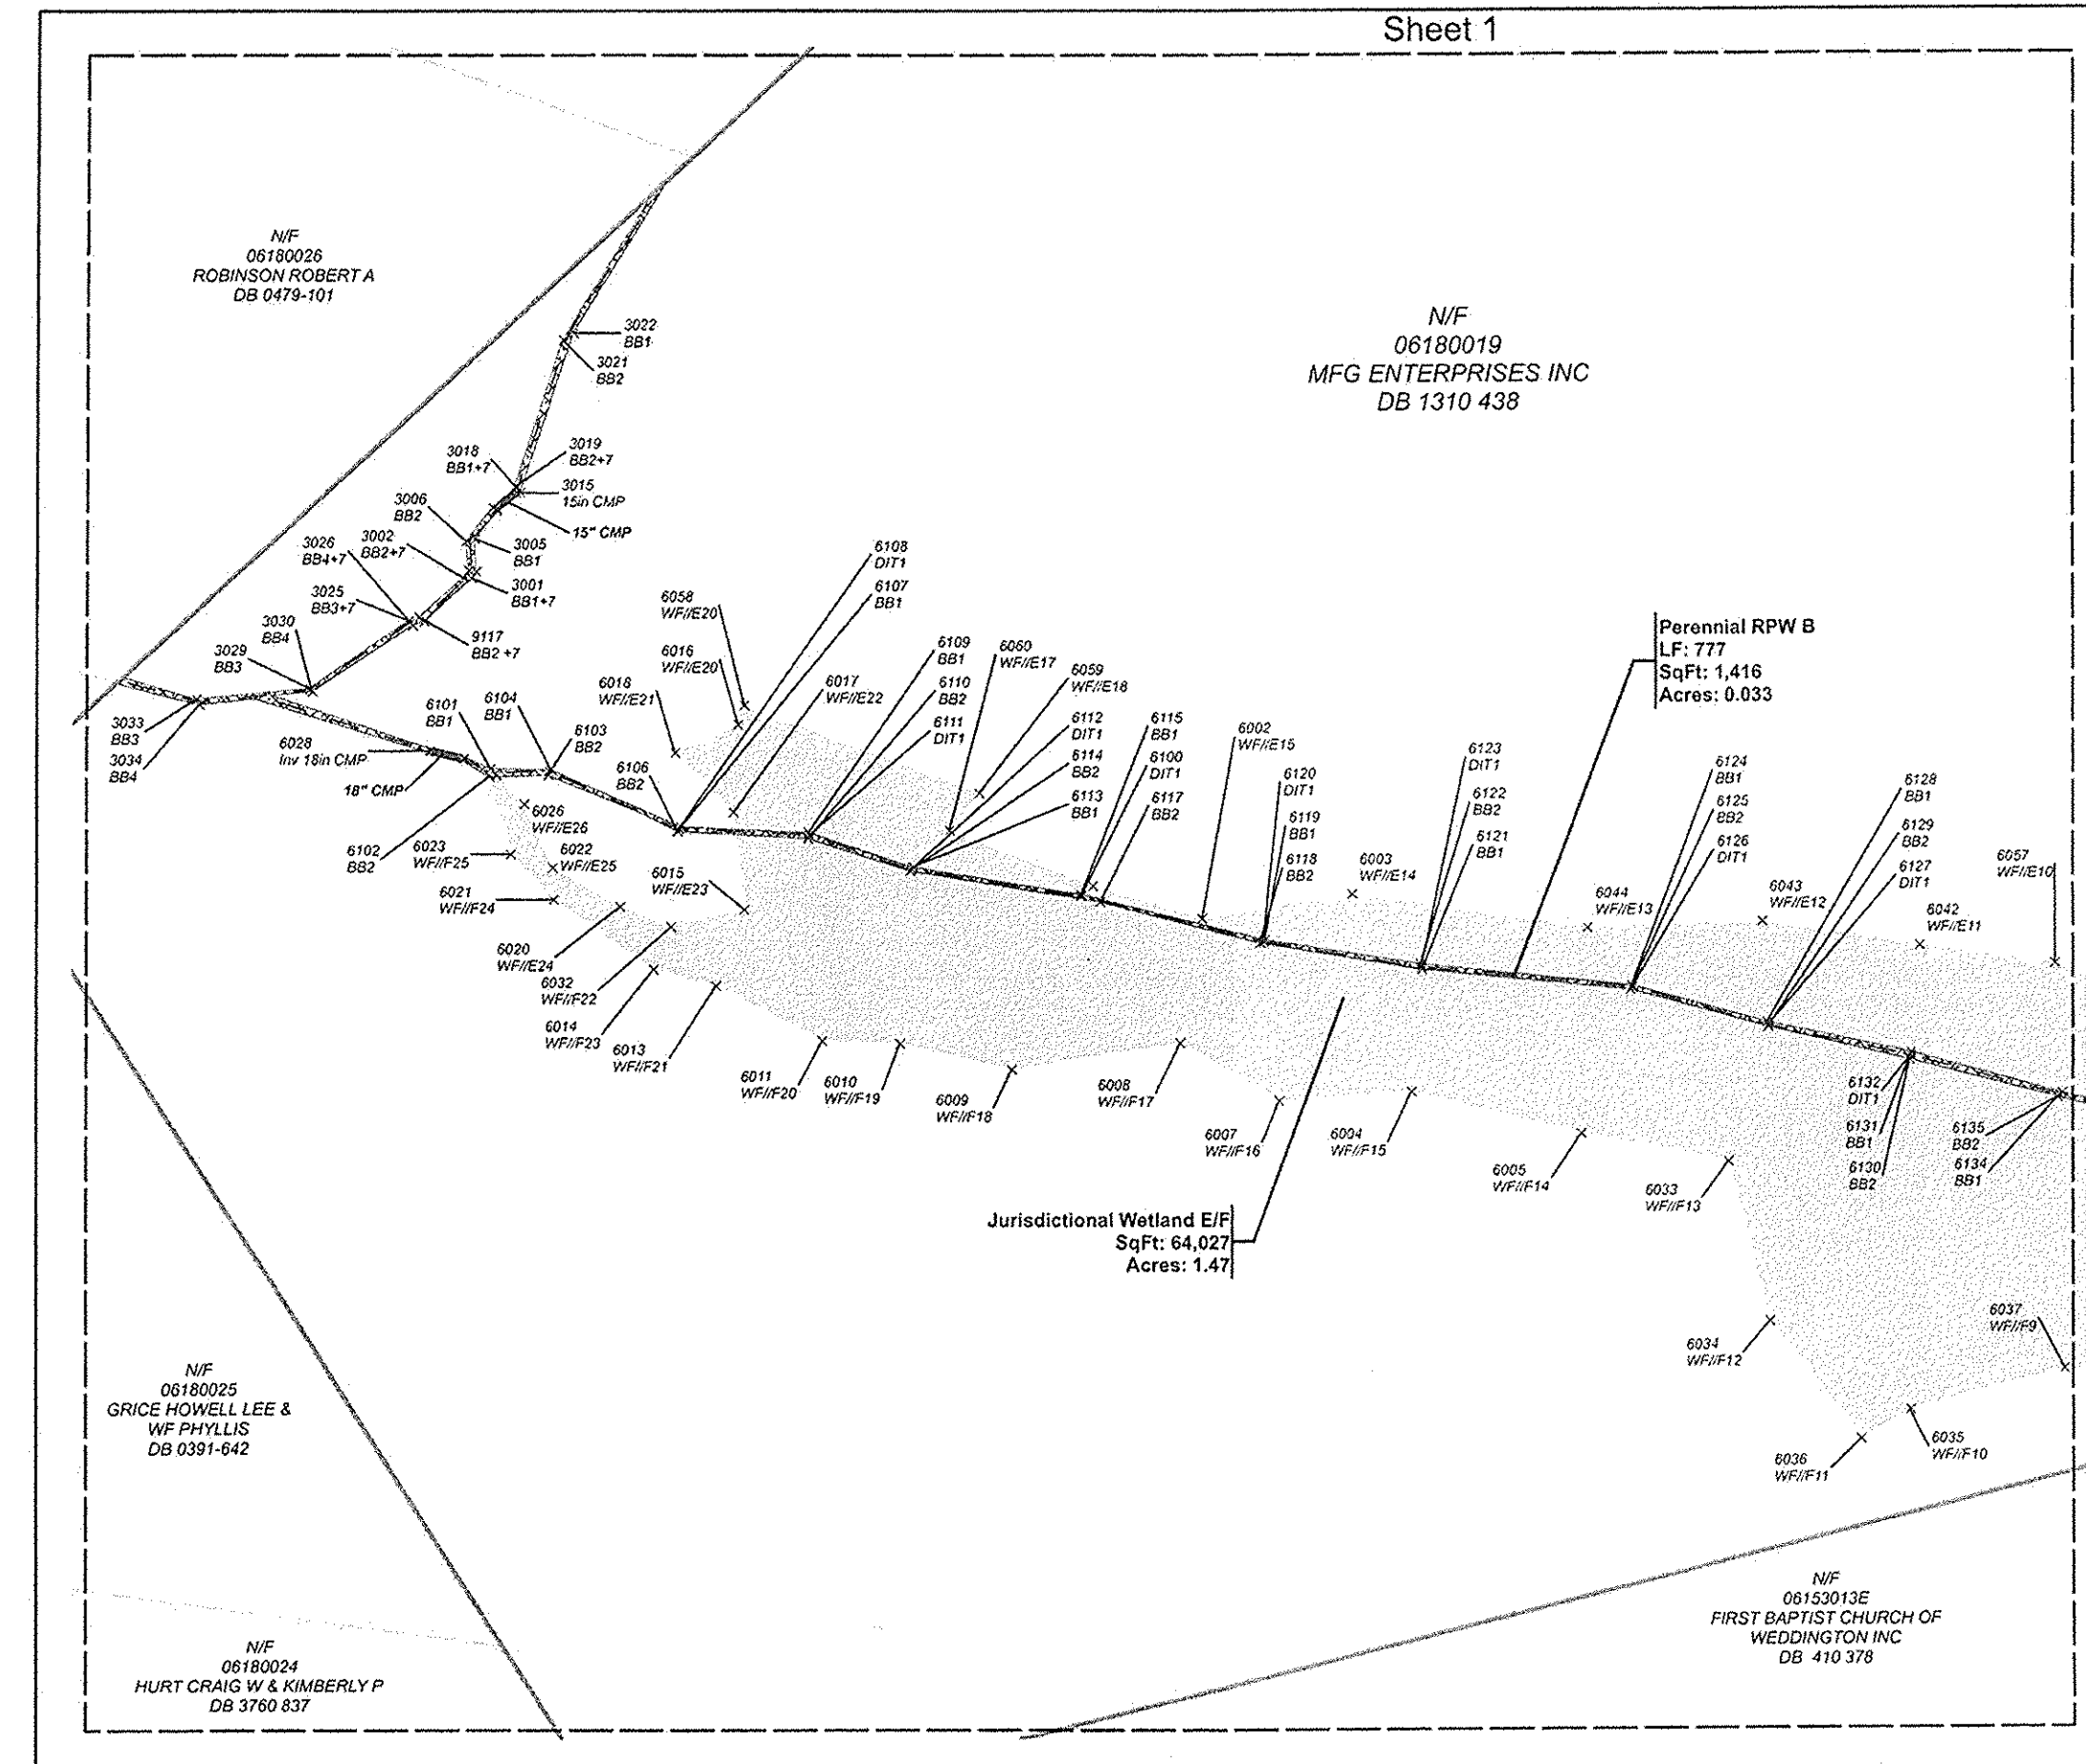 Sheet 1
N/F
06180026
ROBINSON ROBERT A
DB 0479-101
N/F
06180019
MFG ENTERPRISES INC
DB 1310 438
3022
BB1
3021
BB2
3018
BB1+7
3019
BB2+7
3015
15in CMP
15" CMP
3006
BB2
3002
BB2+7
3005
BB1
3026
BB4+7
3001
BB1+7
3025
BB3+7
3030
BB4
9117
BB2 +7
3029
BB3
3033
BB3
3034
BB4
6028
Inv 18in CMP
18" CMP
6101
BB1
6104
BB1
6103
BB2
6102
BB2
6106
BB2
6108
DIT1
6107
BB1
6058
WF//E20
6016
WF//E20
6018
WF//E21
6017
WF//E22
6109
BB1
6110
BB2
6111
DIT1
6060
WF//E17
6059
WF//E18
6112
DIT1
6114
BB2
6113
BB1
6115
BB1
6100
DIT1
6117
BB2
6002
WF//E15
6120
DIT1
6119
BB1
6118
BB2
6003
WF//E14
6123
DIT1
6122
BB2
6121
BB1
Perennial RPW B
LF: 777
SqFt: 1,416
Acres: 0.033
6044
WF//E13
6124
BB1
6125
BB2
6126
DIT1
6043
WF//E12
6128
BB1
6129
BB2
6127
DIT1
6042
WF//E11
6057
WF//E10
6026
WF//E26
6023
WF//F25
6022
WF//E25
6021
WF//F24
6015
WF//E23
6020
WF//E24
6032
WF//F22
6014
WF//F23
6013
WF//F21
6011
WF//F20
6010
WF//F19
6009
WF//F18
6008
WF//F17
6007
WF//F16
6004
WF//F15
6005
WF//F14
6033
WF//F13
6132
DIT1
6131
BB1
6130
BB2
6135
BB2
6134
BB1
Jurisdictional Wetland E/F
SqFt: 64,027
Acres: 1.47
6034
WF//F12
6037
WF//F9
6036
WF//F11
6035
WF//F10
N/F
06180025
GRICE HOWELL LEE &
WF PHYLLIS
DB 0391-642
N/F
06180024
HURT CRAIG W & KIMBERLY P
DB 3760 837
N/F
06153013E
FIRST BAPTIST CHURCH OF
WEDDINGTON INC
DB 410 378